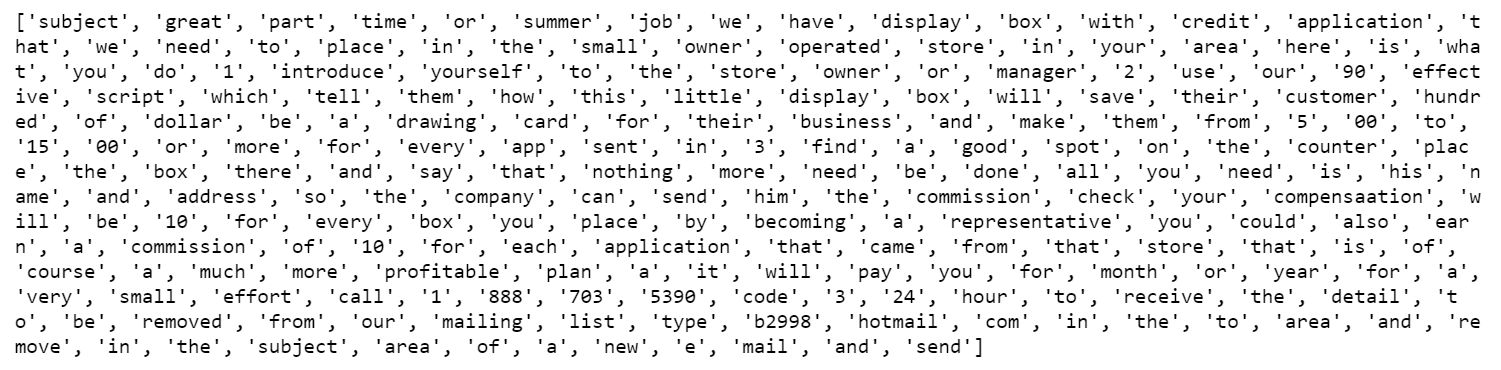 ['subject', 'great', 'part', 'time', 'or', 'summer', 'job', 'we', 'have', 'display', 'box', 'with', 'credit', 'application', 't
hat', 'we', 'need', 'to', 'place', 'in', 'the', 'small', 'owner', 'operated', 'store', 'in', 'your', 'area', 'here', 'is', 'wha
t', 'you', 'do', '1', 'introduce', 'yourself', 'to', 'the', 'store', 'owner', 'or', 'manager', '2', 'use', 'our', '90', 'effect
ive', 'script', 'which', 'tell', 'them', 'how', 'this', 'little', 'display', 'box', 'will', 'save', 'their', 'customer', 'hundr
ed', 'of', 'dollar', 'be', 'a', 'drawing', 'card', 'for', 'their', 'business', 'and', 'make', 'them', 'from', '5', '00', 'to',
'15', '00', 'or', 'more', 'for', 'every', 'app', 'sent', 'in', '3', 'find', 'a', 'good', 'spot', 'on', 'the', 'counter', 'plac
e', 'the', 'box', 'there', 'and', 'say', 'that', 'nothing', 'more', 'need', 'be', 'done', 'all', 'you', 'need', 'is', 'his', 'n
ame', 'and', 'address', 'so', 'the', 'company', 'can', 'send', 'him', 'the', 'commission', 'check', 'your', 'compensaation', 'w
ill', 'be', '10', 'for', 'every', 'box', 'you', 'place', 'by', 'becoming', 'a', 'representative', 'you', 'could', 'also', 'ear
n', 'a', 'commission', 'of', '10', 'for', 'each', 'application', 'that', 'came', 'from', 'that', 'store', 'that', 'is', 'of',
'course', 'a', 'much', 'more', 'profitable', 'plan', 'a', 'it', 'will', 'pay', 'you', 'for', 'month', 'or', 'year', 'for', 'a',
'very', 'small', 'effort', 'call', '1', '888', '703', '5390', 'code', '3', '24', 'hour', 'to', 'receive', 'the', 'detail', 't
o', 'be', 'removed', 'from', 'our', 'mailing', 'list', 'type', 'b2998', 'hotmail', 'com', 'in', 'the', 'to', 'area', 'and', 're
move', 'in', 'the', 'subject', 'area', 'of', 'a', 'new', 'e', 'mail', 'and', 'send']